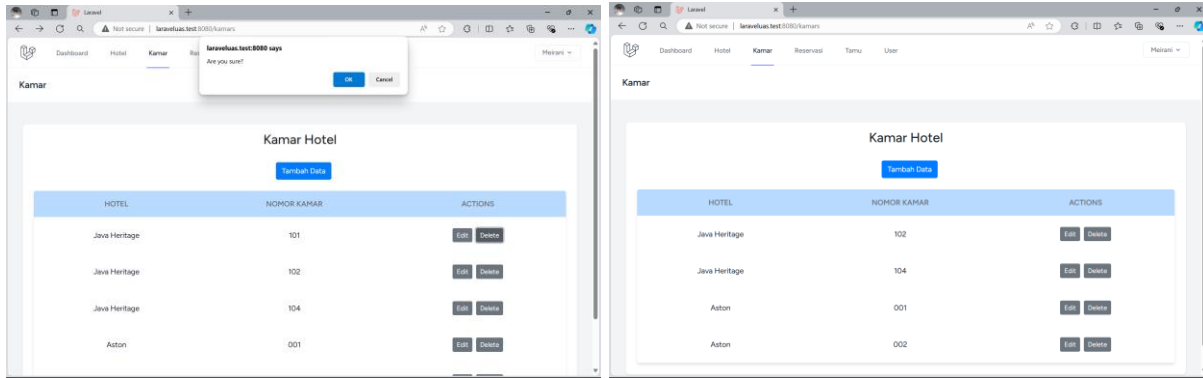 Laravel
Not secure | laraveluas.test:8080/kamars
laraveluas.test:8080 says
Are you sure?
OK Cancel
Dashboard Hotel Kamar
Meirani
Kamar
Kamar Hotel
Tambah Data
HOTEL NOMOR KAMAR ACTIONS
Java Heritage 101 Edit Delete
Java Heritage 102 Edit Delete
Java Heritage 104 Edit Delete
Aston 001 Edit Delete
Laravel
Not secure | laraveluas.test:8080/kamars
Dashboard Hotel Kamar Reservasi Tamu User Meirani
Kamar
Kamar Hotel
Tambah Data
HOTEL NOMOR KAMAR ACTIONS
Java Heritage 102 Edit Delete
Java Heritage 104 Edit Delete
Aston 001 Edit Delete
Aston 002 Edit Delete